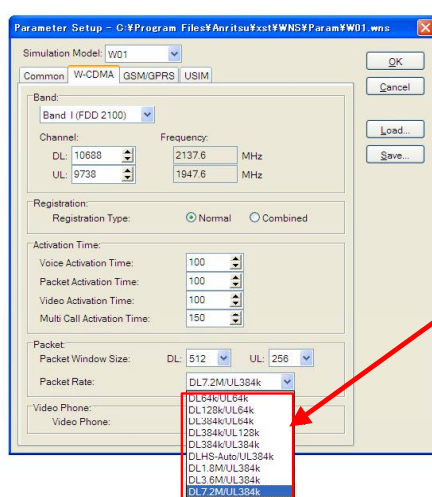 Parameter Setup - C:¥Program Files¥Anritsu¥xst¥WNS¥Param¥W01.wns
Simulation Model: W01
OK
Cancel
Load...
Save...
Common W-CDMA GSM/GPRS USIM
Band:
Band I (FDD 2100)
Channel: Frequency:
DL: 10688 2137.6 MHz
UL: 9738 1947.6 MHz
Registration:
Registration Type: Normal Combined
Activation Time:
Voice Activation Time: 100
Packet Activation Time: 100
Video Activation Time: 100
Multi Call Activation Time: 150
Packet:
Packet Window Size: DL: 512 UL: 256
Packet Rate: DL7.2M/UL384k
DL64k/UL64k
DL128k/UL64k
DL384k/UL64k
DL384k/UL128k
DL384k/UL384k
DLHS-Auto/UL384k
DL1.8M/UL384k
DL3.6M/UL384k
DL7.2M/UL384k
Video Phone:
Video Phone: